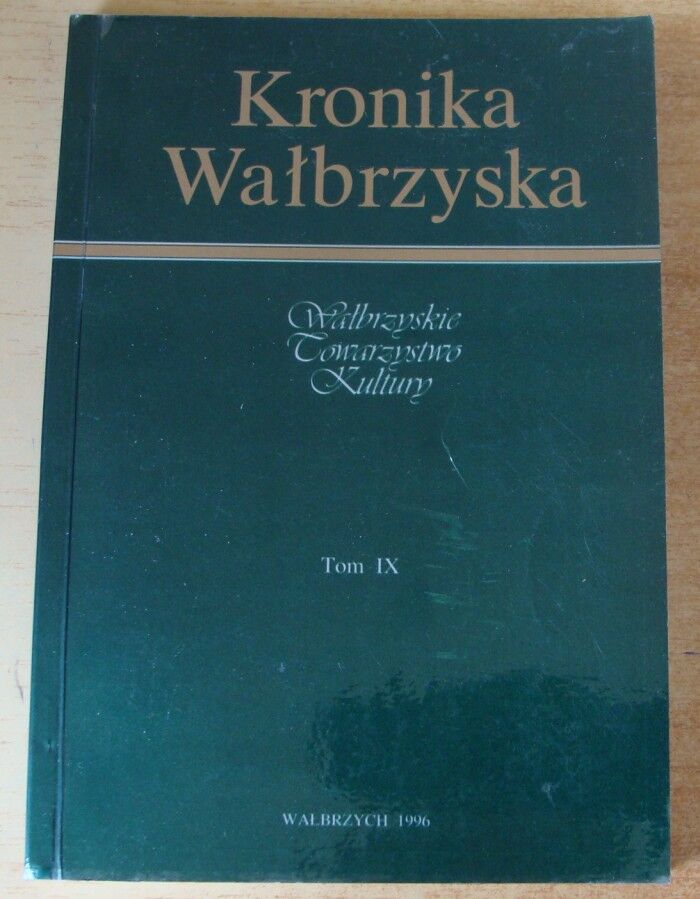 Kronika
Wałbrzyska
Wałbrzyskie
Towarzystwo
Kultury
Tom IX
WAŁBRZYCH 1996